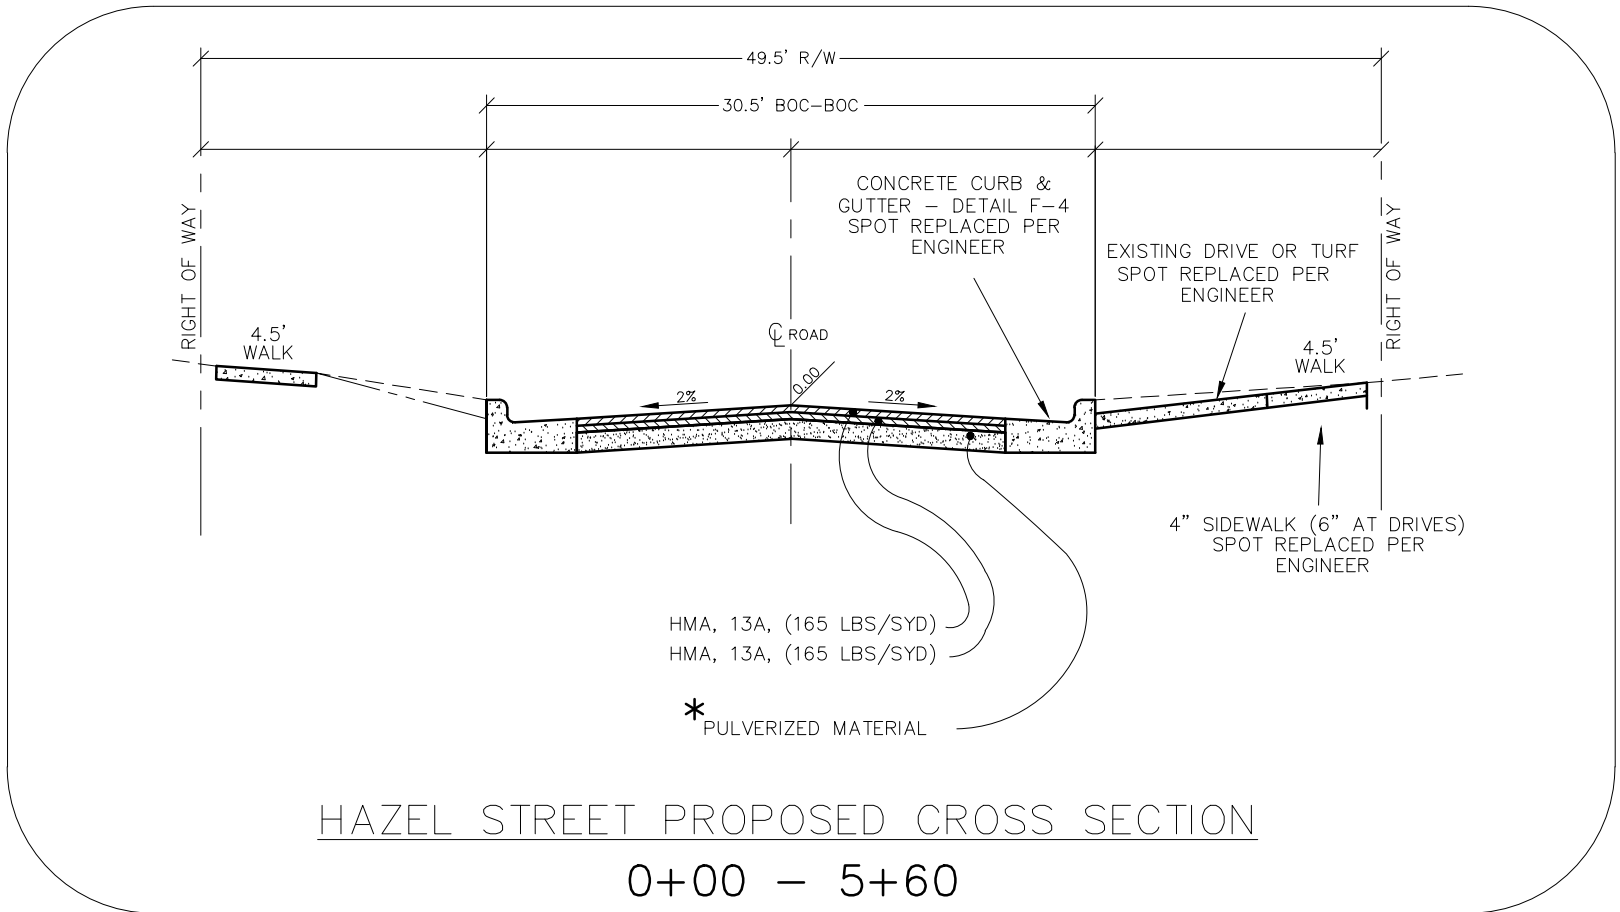 49.5' R/W
30.5' BOC-BOC
CONCRETE CURB &
GUTTER - DETAIL F-4
SPOT REPLACED PER
ENGINEER
EXISTING DRIVE OR TURF
SPOT REPLACED PER
ENGINEER
RIGHT OF WAY
RIGHT OF WAY
4.5'
WALK
℄ ROAD
4.5'
WALK
0.00
2%
2%
4" SIDEWALK (6" AT DRIVES)
SPOT REPLACED PER
ENGINEER
HMA, 13A, (165 LBS/SYD)
HMA, 13A, (165 LBS/SYD)
*PULVERIZED MATERIAL
HAZEL STREET PROPOSED CROSS SECTION
0+00 - 5+60